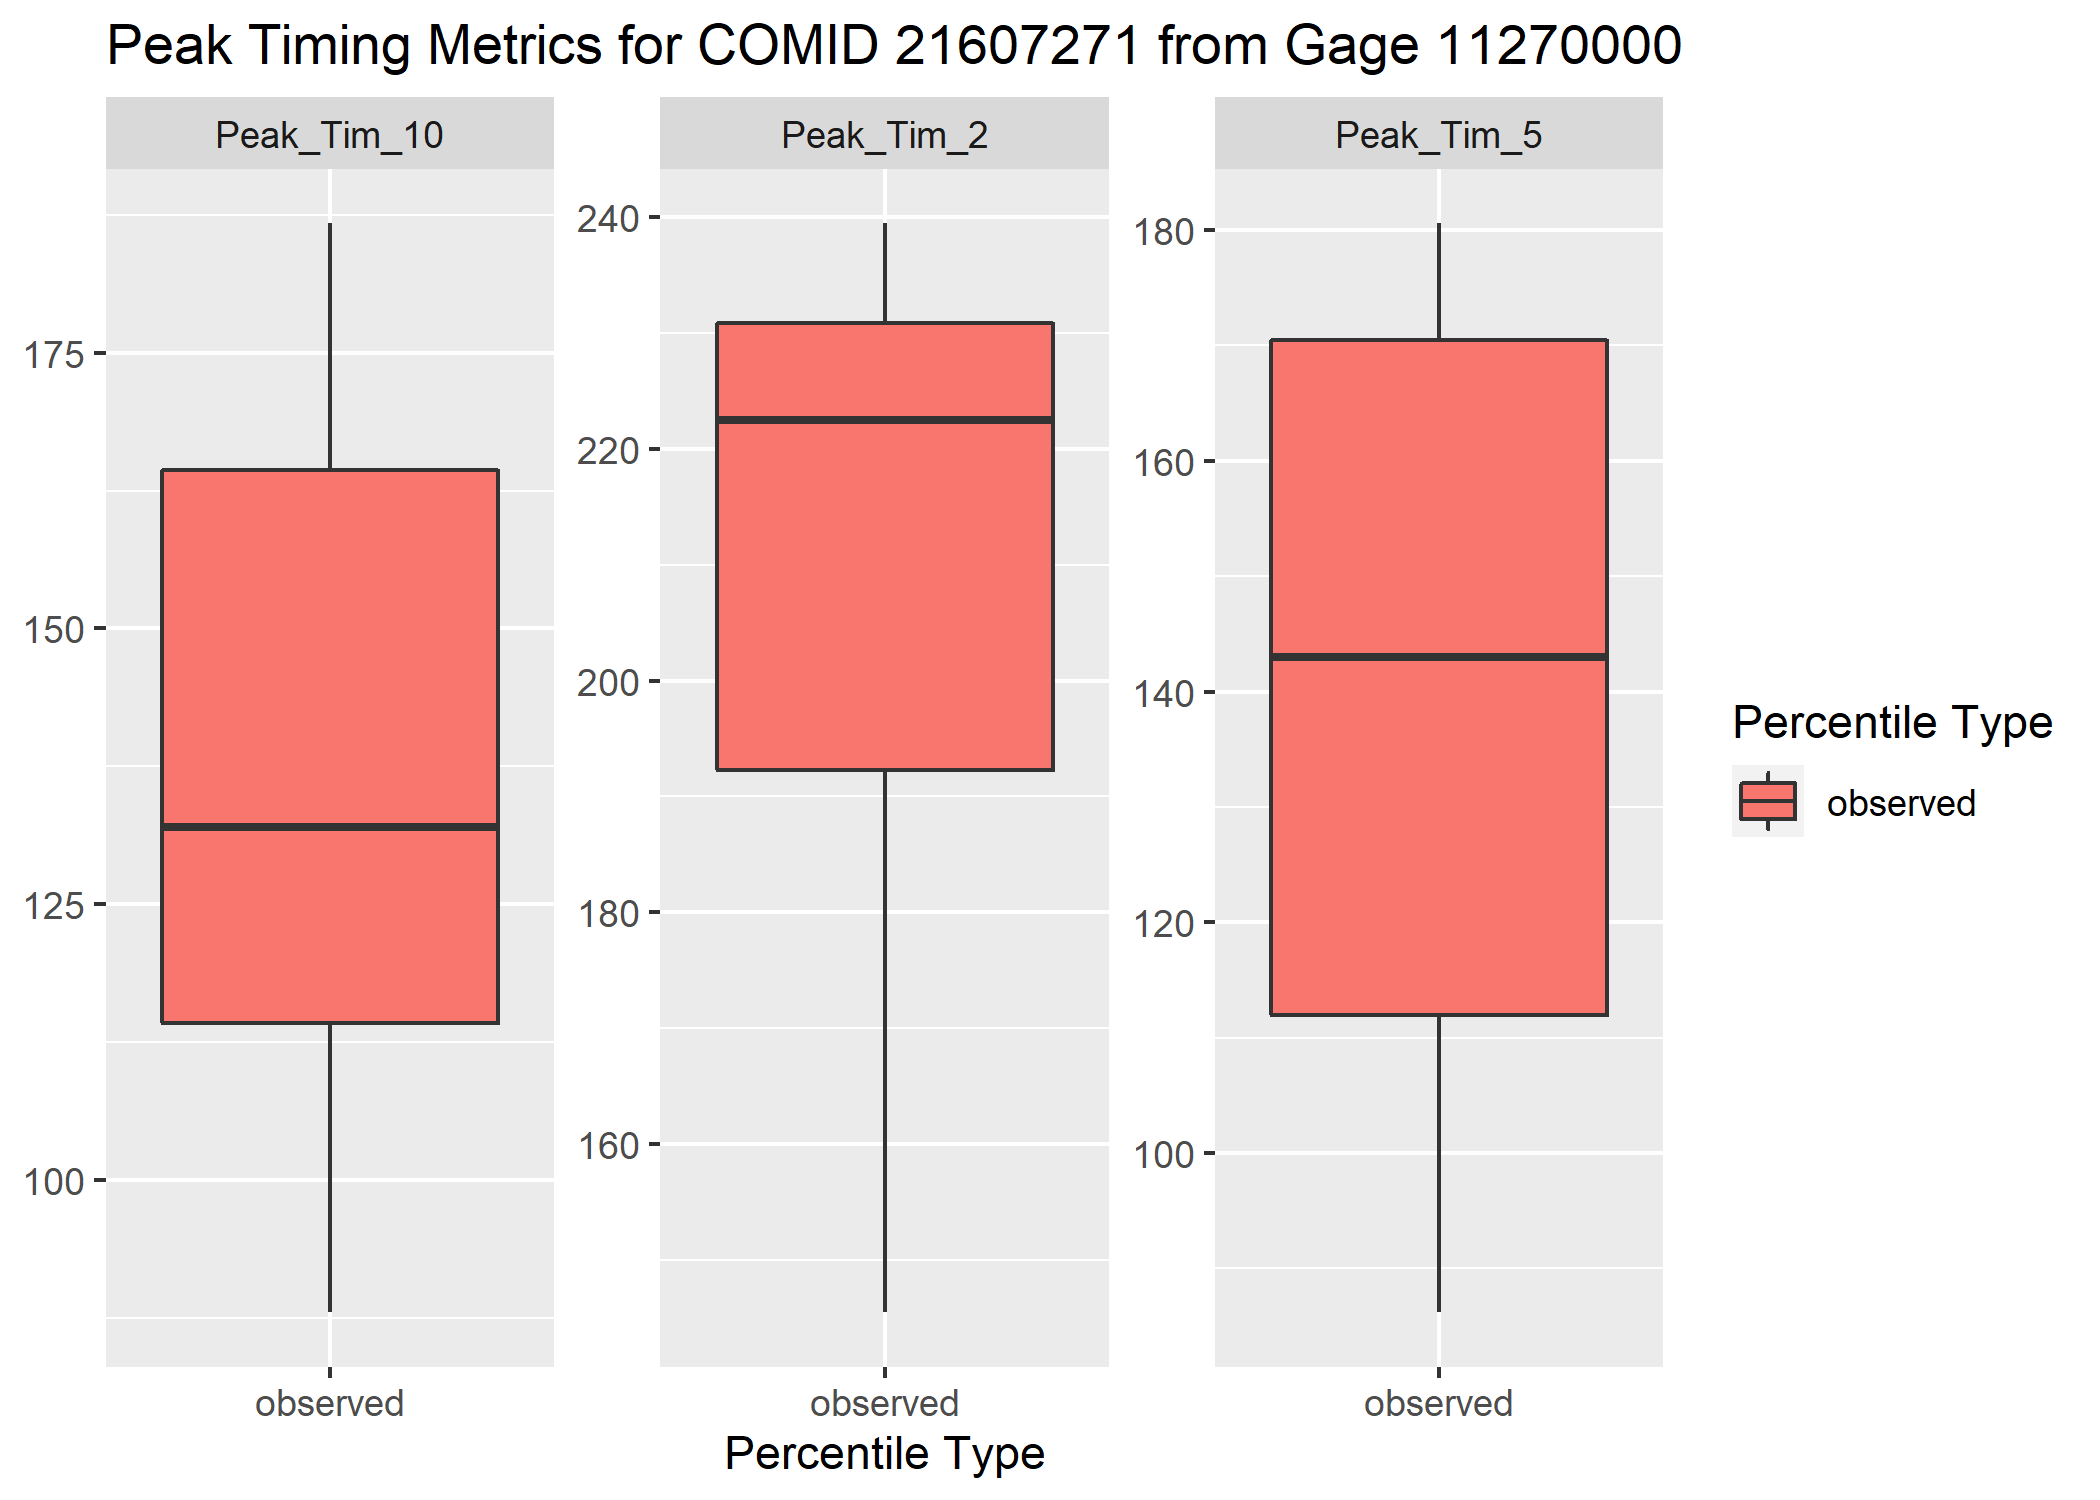 Peak Timing Metrics for COMID 21607271 from Gage 11270000
Peak_Tim_10
Peak_Tim_2
Peak_Tim_5
175
150
125
100
240
220
200
180
160
180
160
140
120
100
observed
observed
observed
Percentile Type
Percentile Type
observed